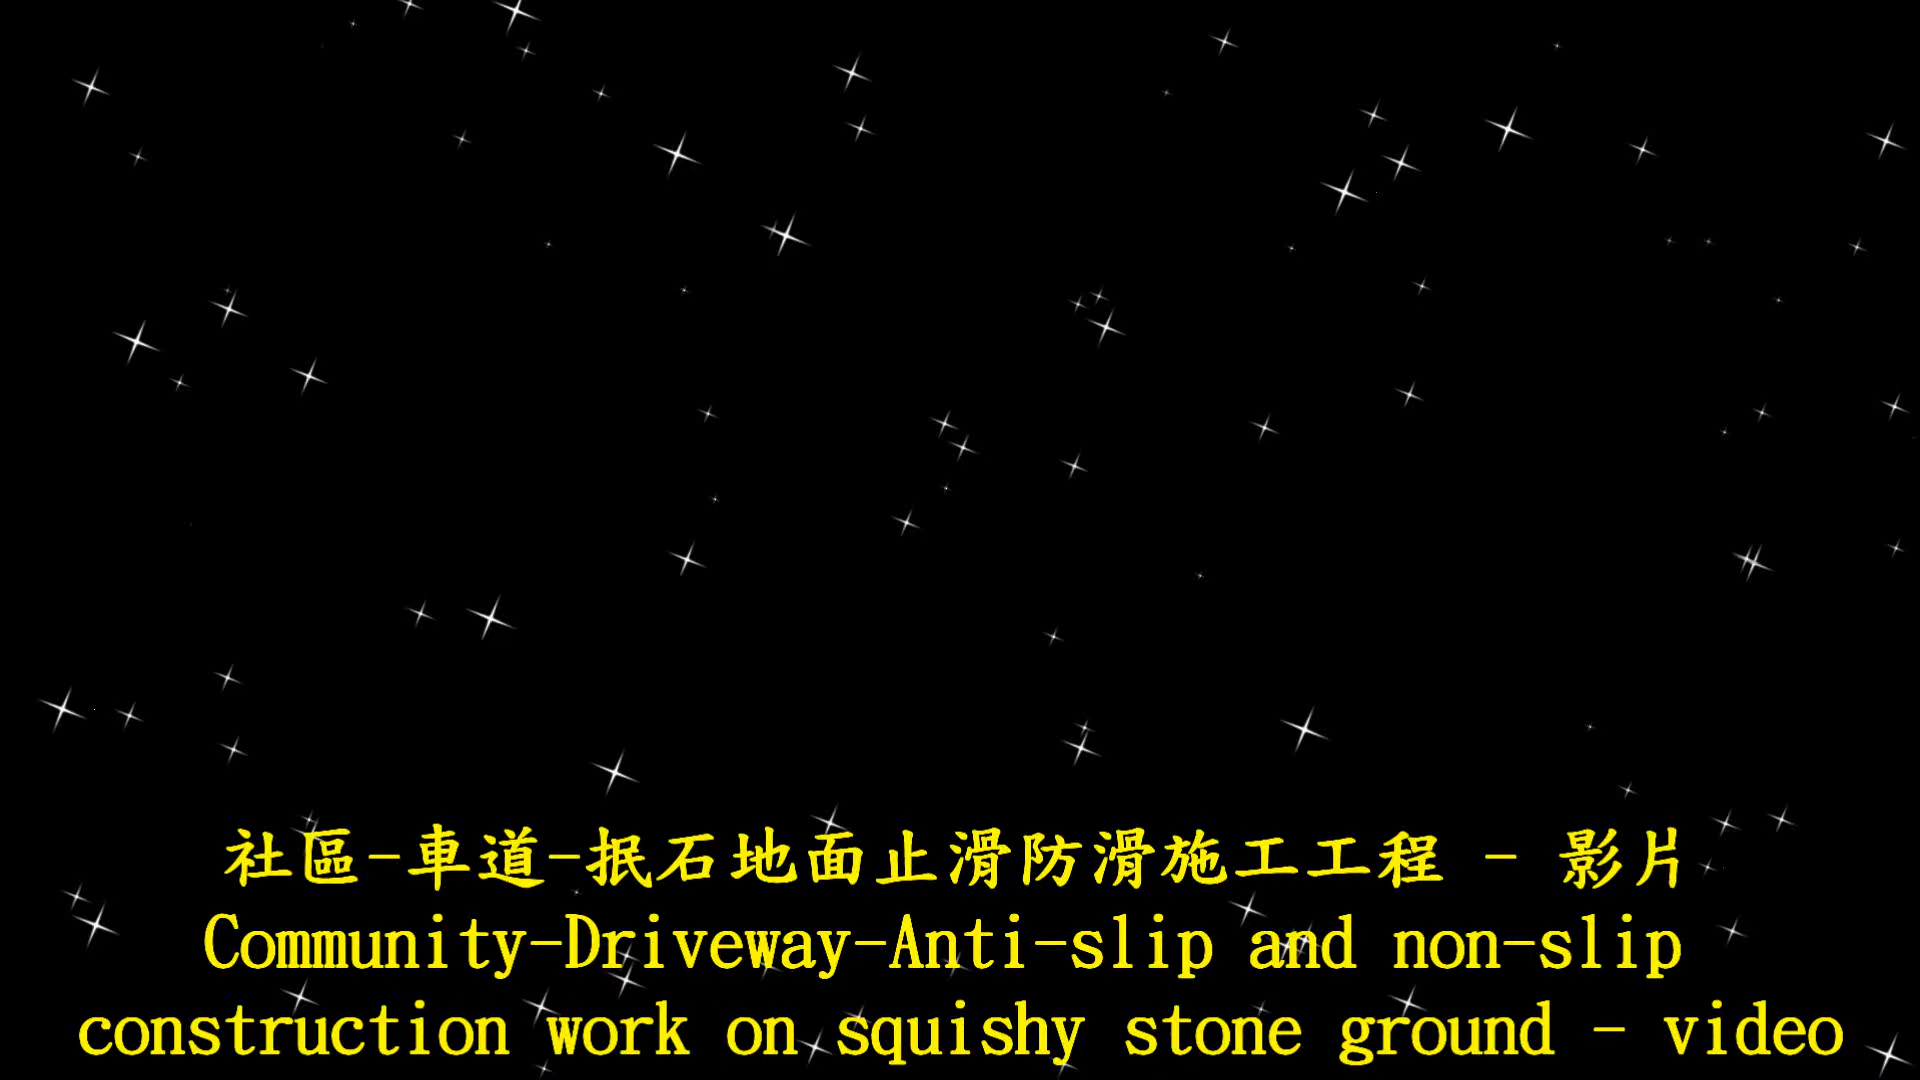 社區-車道-抿石地面止滑防滑施工工程 - 影片
Community-Driveway-Anti-slip and non-slip
construction work on squishy stone ground - video